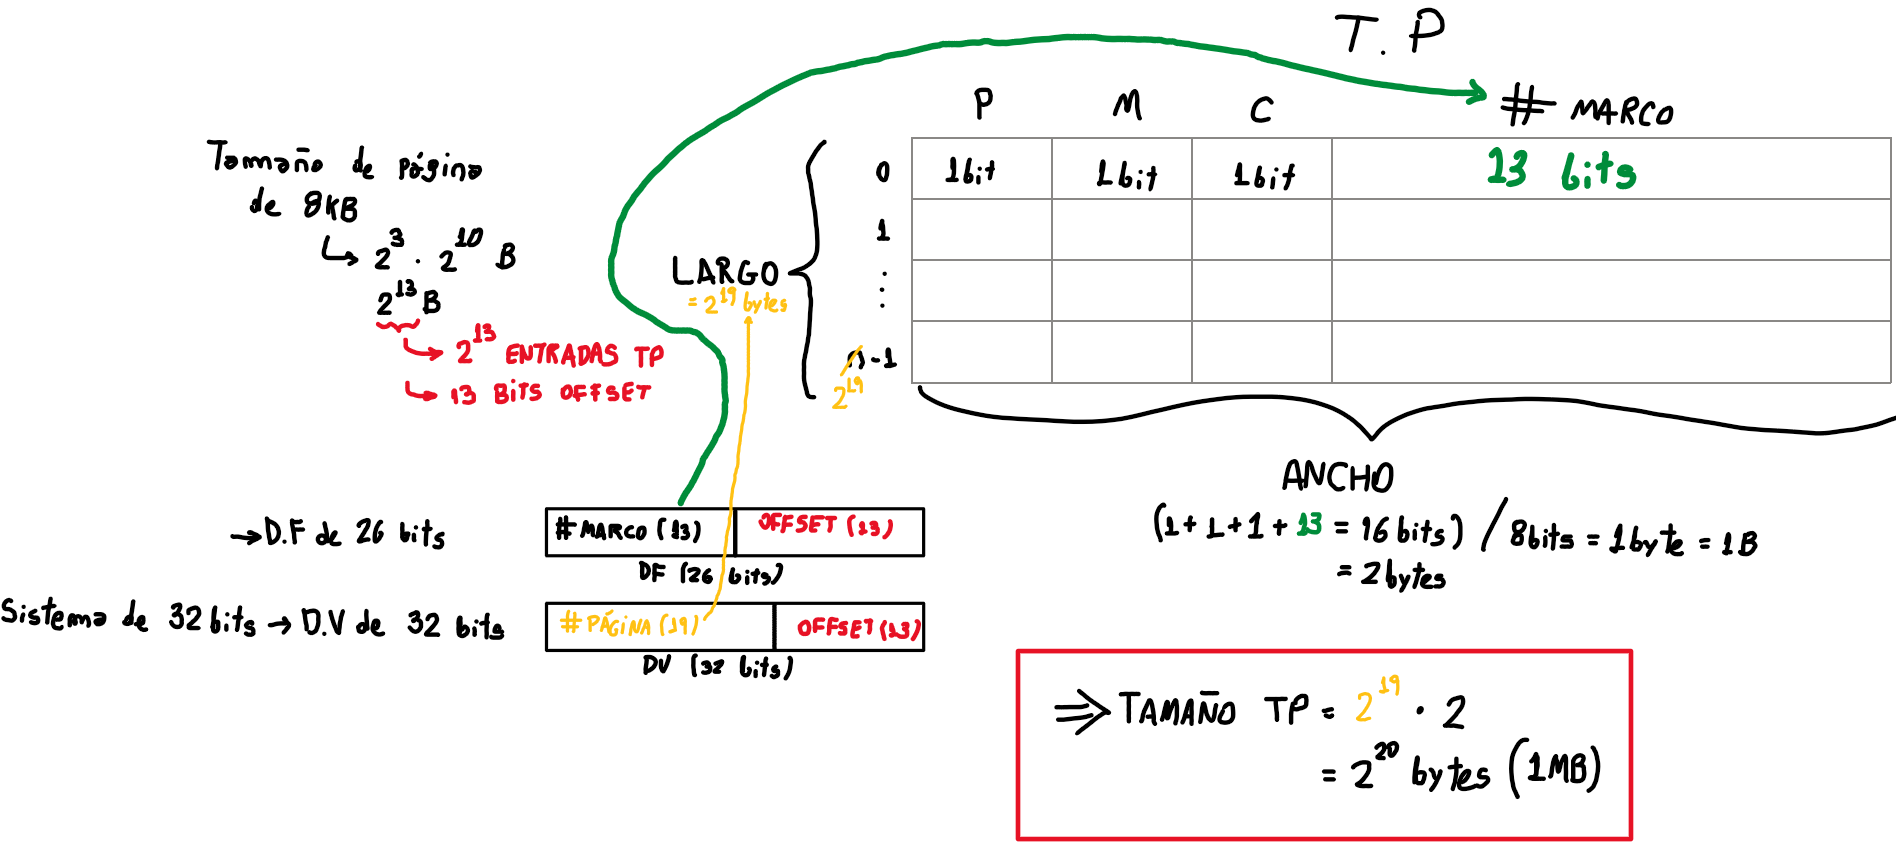 T.P
P M C # MARCO
0 1bit 1bit 1bit 13 bits
1
⋮
n-1
2^19
LARGO
= 2^19 bytes
Tamaño de página
de 8KB
↳ 2^3 · 2^10 B
2^13 B
↳ 2^13 ENTRADAS TP
↳ 13 BITS OFFSET
ANCHO
(1+1+1+13 = 16 bits) / 8bits = 1byte = 1B
= 2bytes
→ D.F de 26 bits
#MARCO (13) OFFSET (13)
DF (26 bits)
Sistema de 32 bits → D.V de 32 bits
#PÁGINA (19) OFFSET (13)
DV (32 bits)
⇒ TAMAÑO TP = 2^19 · 2
= 2^20 bytes (1MB)